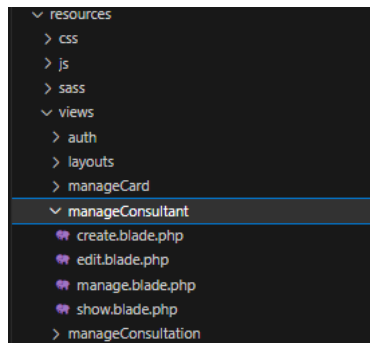 resources
css
js
sass
views
auth
layouts
manageCard
manageConsultant
create.blade.php
edit.blade.php
manage.blade.php
show.blade.php
manageConsultation